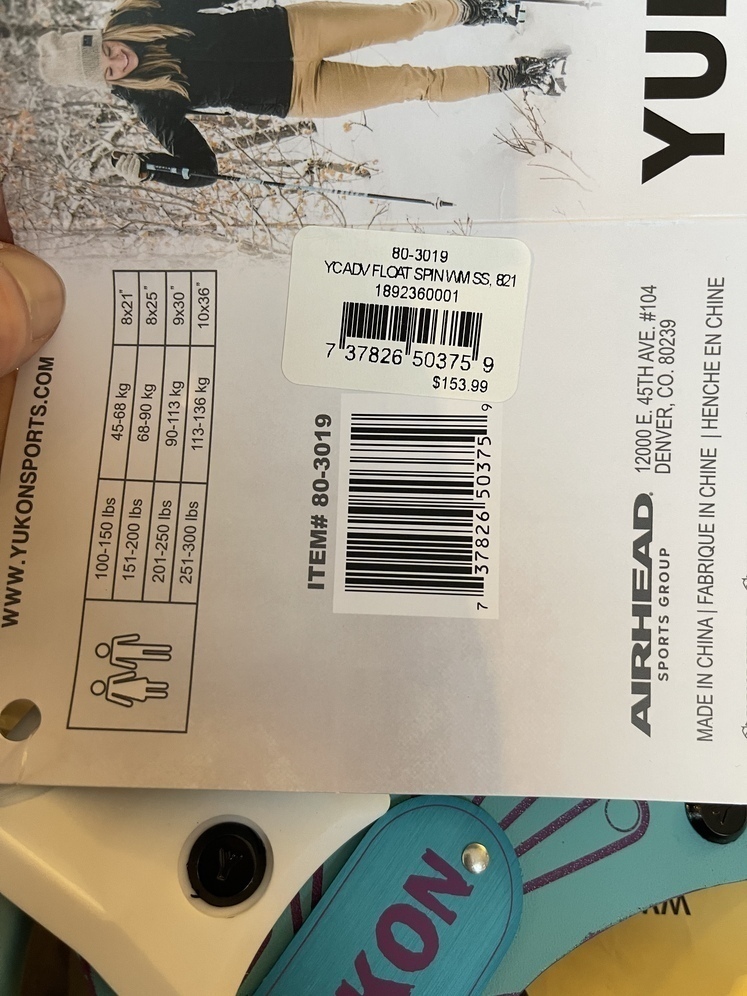 YU
80-3019
YC ADV FLOAT SPIN WM SS, 821
1892360001
7 37826 50375 9
$153.99
ITEM# 80-3019
7 37826 50375 9
WWW.YUKONSPORTS.COM
100-150 lbs 45-68 kg 8x21"
151-200 lbs 68-90 kg 8x25"
201-250 lbs 90-113 kg 9x30"
251-300 lbs 113-136 kg 10x36"
AIRHEAD
SPORTS GROUP
12000 E. 45TH AVE. #104
DENVER, CO. 80239
MADE IN CHINA | FABRIQUE IN CHINE | HENCHE EN CHINE
Y
KON